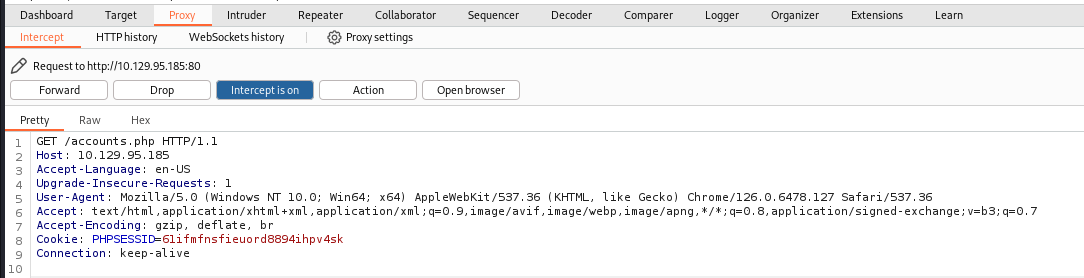 Dashboard Target Proxy Intruder Repeater Collaborator Sequencer Decoder Comparer Logger Organizer Extensions Learn
Intercept HTTP history WebSockets history Proxy settings
Request to http://10.129.95.185:80
Forward Drop Intercept is on Action Open browser
Pretty Raw Hex
1 GET /accounts.php HTTP/1.1
2 Host: 10.129.95.185
3 Accept-Language: en-US
4 Upgrade-Insecure-Requests: 1
5 User-Agent: Mozilla/5.0 (Windows NT 10.0; Win64; x64) AppleWebKit/537.36 (KHTML, like Gecko) Chrome/126.0.6478.127 Safari/537.36
6 Accept: text/html,application/xhtml+xml,application/xml;q=0.9,image/avif,image/webp,image/apng,*/*;q=0.8,application/signed-exchange;v=b3;q=0.7
7 Accept-Encoding: gzip, deflate, br
8 Cookie: PHPSESSID=61ifmfnsfieuord8894ihpv4sk
9 Connection: keep-alive
10